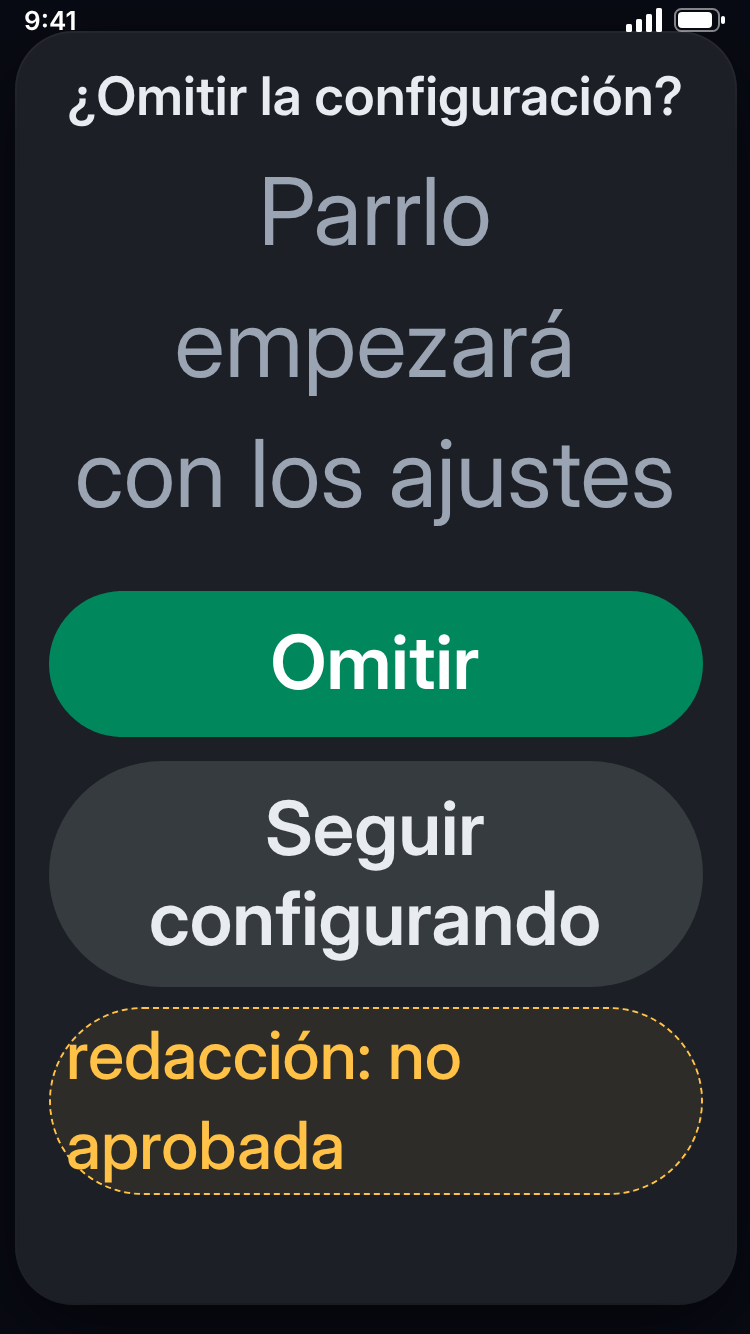 9:41
¿Omitir la configuración?
Parrlo
empezará
con los ajustes
Omitir
Seguir
configurando
redacción: no
aprobada